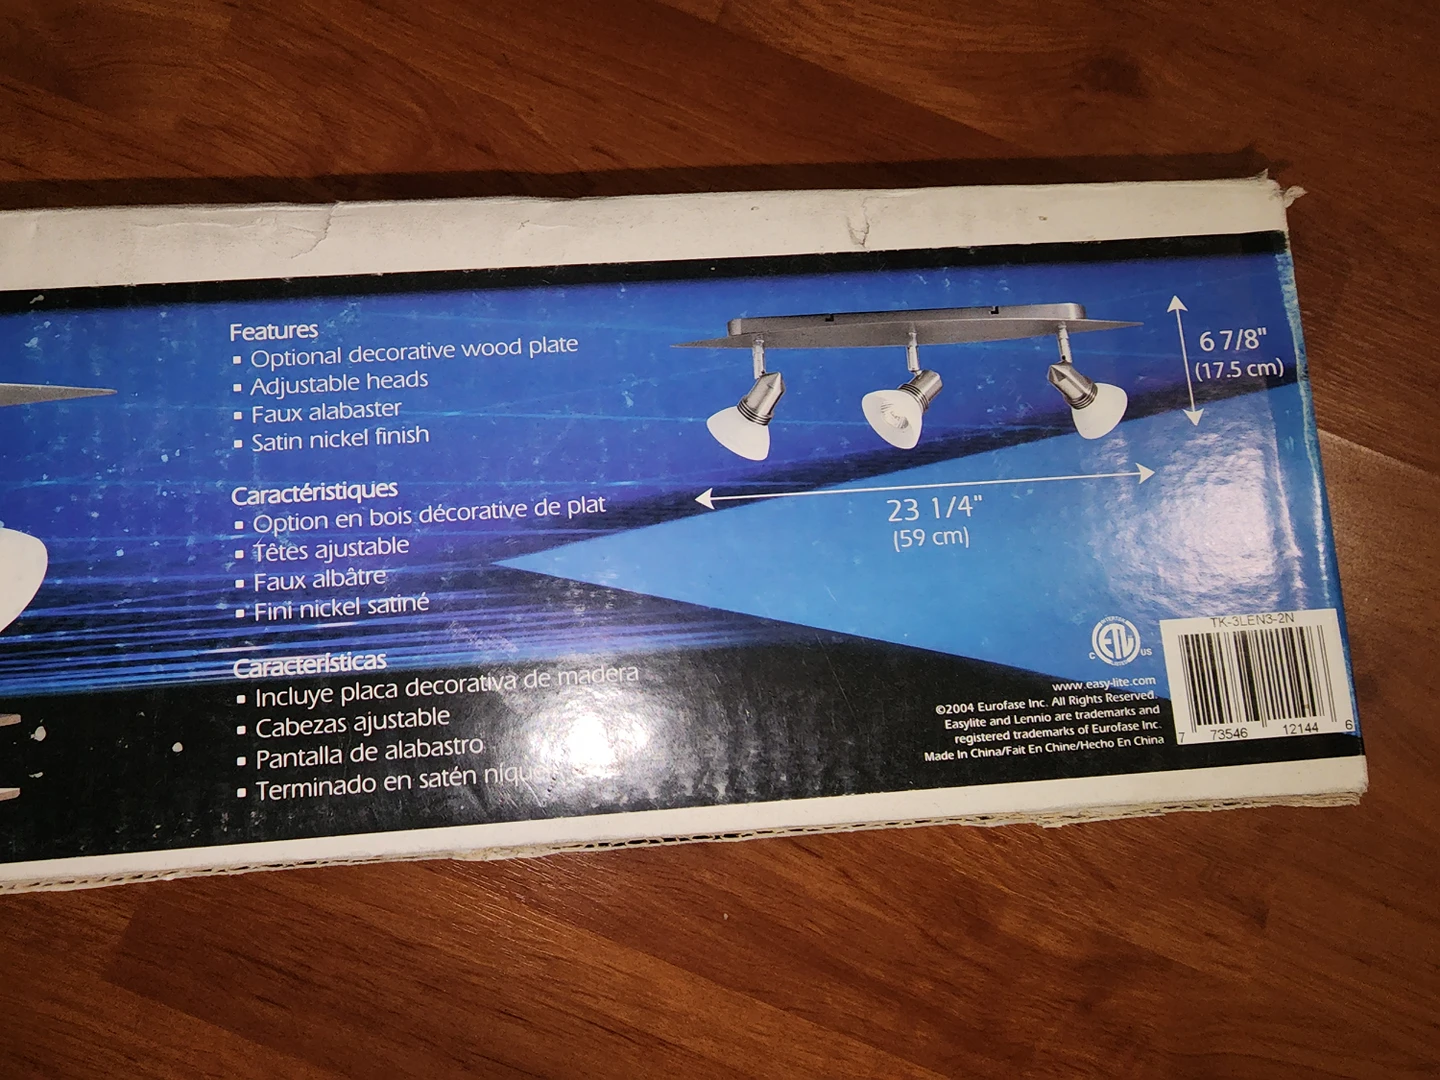 Features
▪ Optional decorative wood plate
▪ Adjustable heads
▪ Faux alabaster
▪ Satin nickel finish
Caractéristiques
▪ Option en bois décorative de plat
▪ Têtes ajustable
▪ Faux albâtre
▪ Fini nickel satiné
Características
▪ Incluye placa decorativa de madera
▪ Cabezas ajustable
▪ Pantalla de alabastro
▪ Terminado en satén
6 7/8"
(17.5 cm)
23 1/4"
(59 cm)
C ETL US
www.easy-lite.com
©2004 Eurofase Inc. All Rights Reserved.
Easylite and Lennio are trademarks and
registered trademarks of Eurofase Inc.
Made In China/Fait En Chine/Hecho En China
TK-3LEN3-2N
7 73546 12144 6